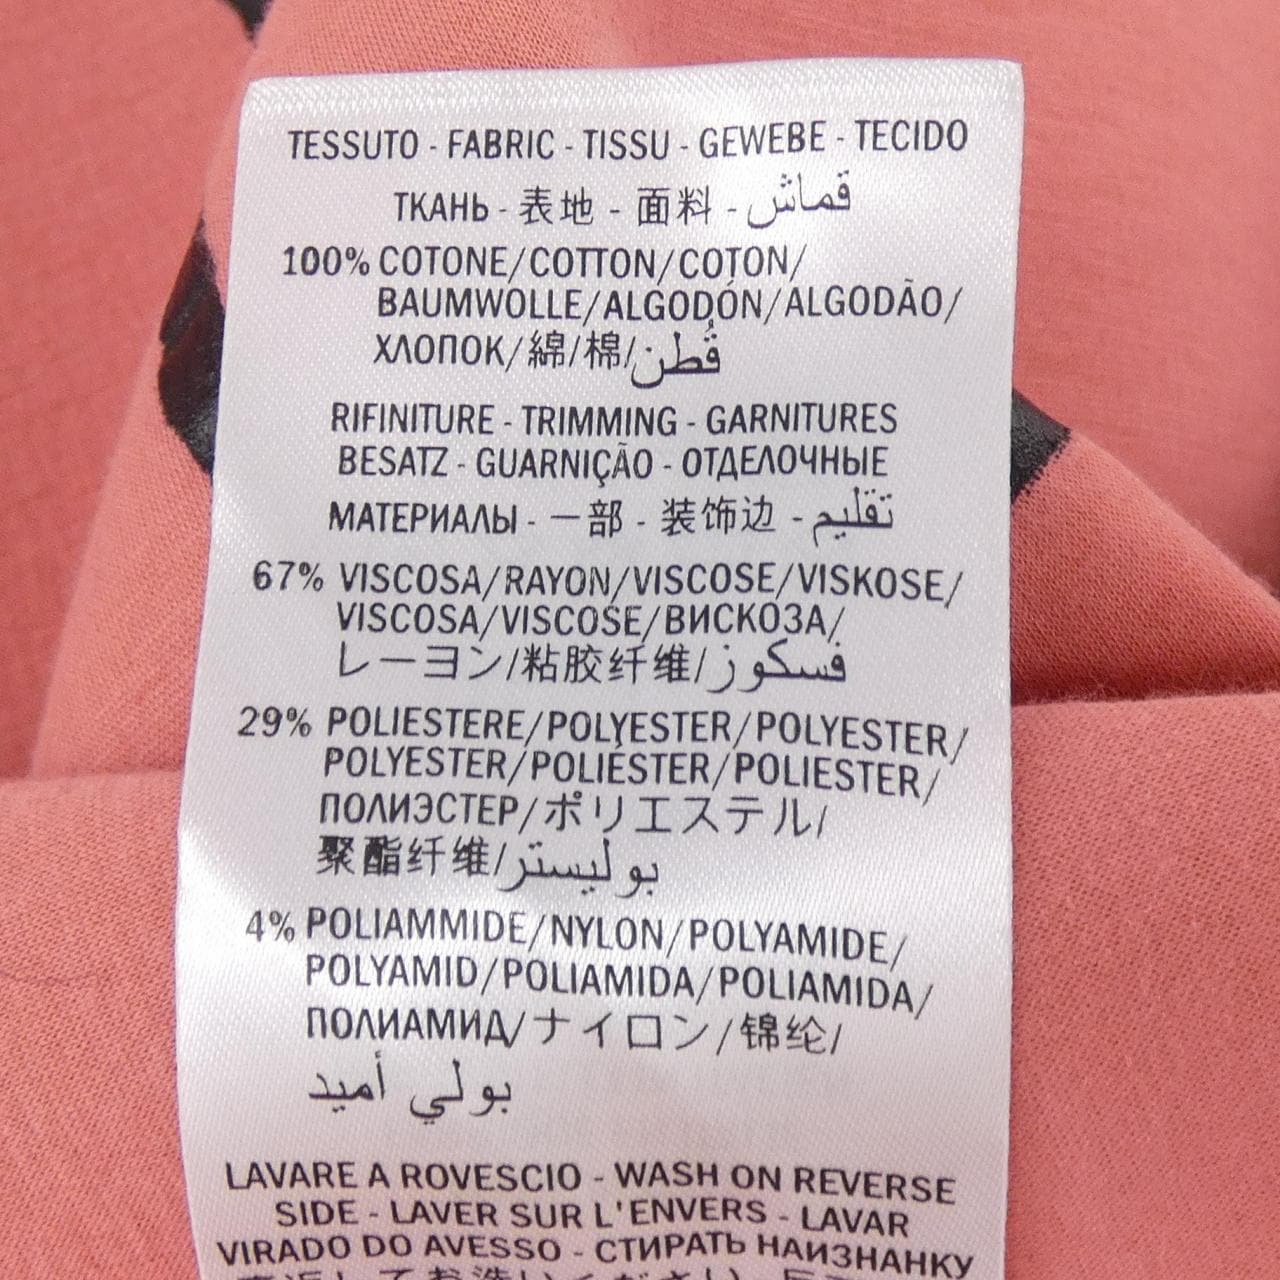 TESSUTO - FABRIC - TISSU - GEWEBE - TECIDO
ТКАНЬ - 表地 - 面料 - قماش
100% COTONE/COTTON/COTON/
BAUMWOLLE/ALGODÓN/ALGODÃO/
ХЛОПОК/綿/棉/قُطن
RIFINITURE - TRIMMING - GARNITURES
BESATZ - GUARNIÇÃO - ОТДЕЛОЧНЫЕ
МАТЕРИАЛЫ - 一部 - 装饰边 - تقليم
67% VISCOSA/RAYON/VISCOSE/VISKOSE/
VISCOSA/VISCOSE/ВИСКОЗА/
レーヨン/粘胶纤维/فسكوز
29% POLIESTERE/POLYESTER/POLYESTER/
POLYESTER/POLIÉSTER/POLIESTER/
ПОЛИЭСТЕР/ポリエステル/
聚酯纤维/بوليستر
4% POLIAMMIDE/NYLON/POLYAMIDE/
POLYAMID/POLIAMIDA/POLIAMIDA/
ПОЛИАМИД/ナイロン/锦纶/
بولي أميد
LAVARE A ROVESCIO - WASH ON REVERSE
SIDE - LAVER SUR L'ENVERS - LAVAR
VIRADO DO AVESSO - СТИРАТЬ НАИЗНАНКУ